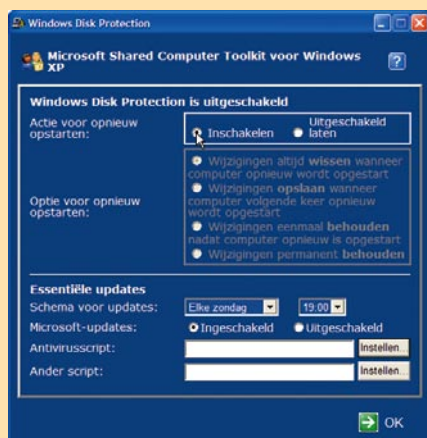 Windows Disk Protection
Microsoft Shared Computer Toolkit voor Windows
XP
?
Windows Disk Protection is uitgeschakeld
Actie voor opnieuw
opstarten:
Inschakelen
Uitgeschakeld
laten
Optie voor opnieuw
opstarten:
Wijzigingen altijd wissen wanneer
computer opnieuw wordt opgestart
Wijzigingen opslaan wanneer
computer volgende keer opnieuw
wordt opgestart
Wijzigingen eenmaal behouden
nadat computer opnieuw is opgestart
Wijzigingen permanent behouden
Essentiële updates
Schema voor updates:
Elke zondag
19:00
Microsoft-updates:
Ingeschakeld
Uitgeschakeld
Antivirusscript:
Instellen...
Ander script:
Instellen...
OK